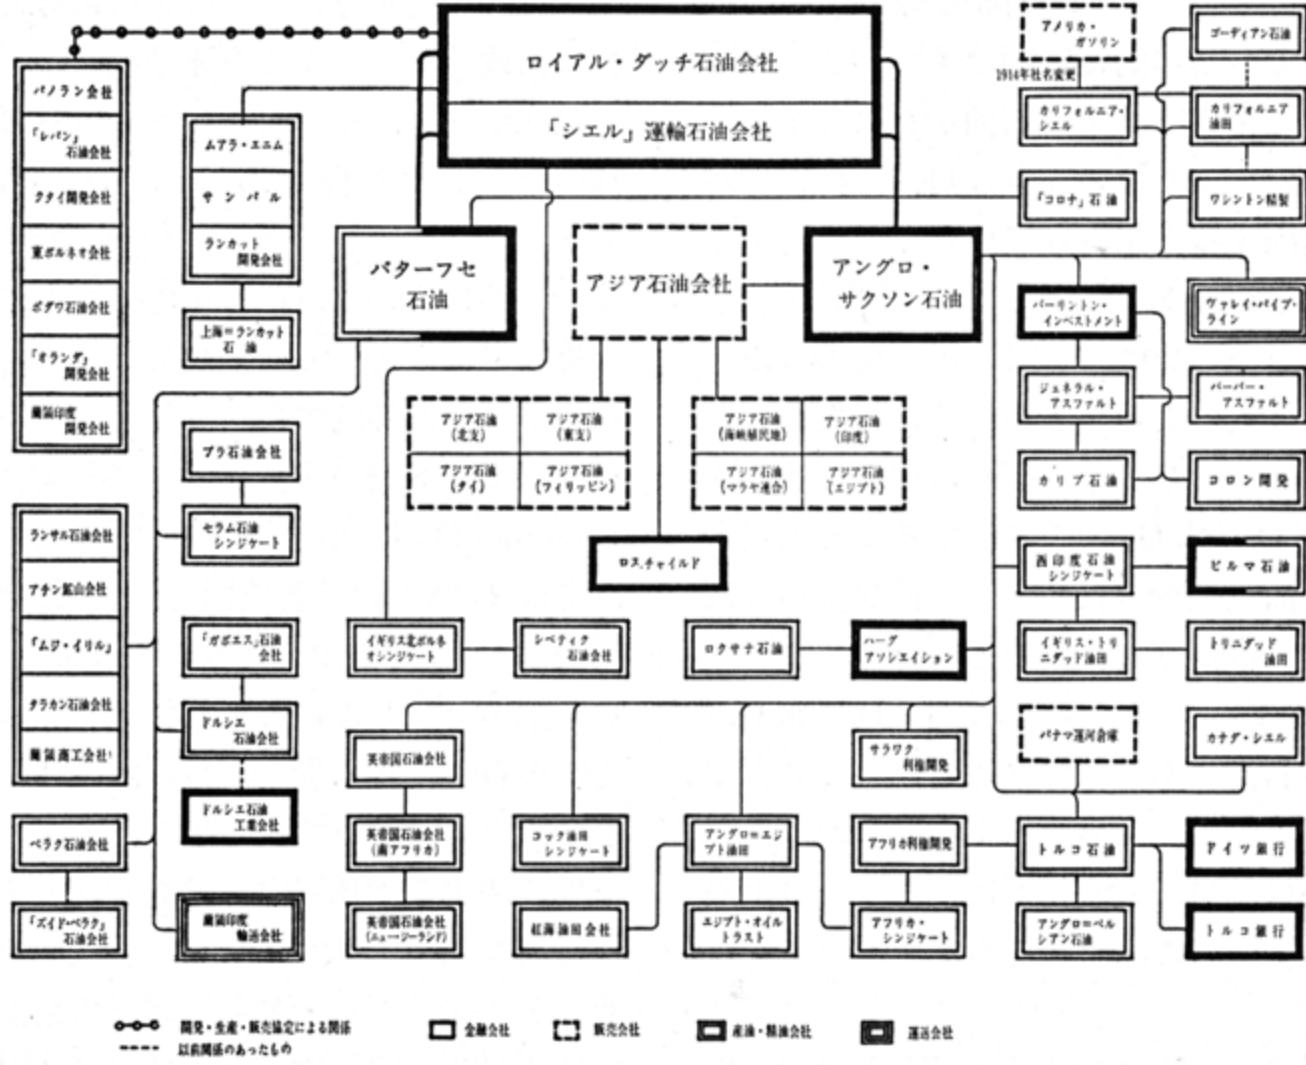 ロイアル・ダッチ石油会社
「シエル」運輸石油会社
パノラン会社
「レパン」
石油会社
クタイ開発会社
東ボルネオ会社
ボダワ石油会社
「オランダ」
開発会社
蘭領印度
開発会社
ムアラ・エニム
サンバル
ランカット
開発会社
上海=ランカット
石油
バターフセ
石油
アジア石油会社
アングロ・
サクソン石油
アメリカ・
ガソリン
1914年社名変更
カリフォルニア・
シエル
「コロナ」石油
ゴーディアン石油
カリフォルニア
油田
ワシントン精製
バーリントン・
インベストメント
ヴァレイ・パイプ・
ライン
ジェネラル・
アスファルト
バーバー・
アスファルト
カリブ石油
コロン開発
アジア石油
(北支)
アジア石油
(東支)
アジア石油
(タイ)
アジア石油
(フィリッピン)
アジア石油
(海峡植民地)
アジア石油
(印度)
アジア石油
(マラヤ連合)
アジア石油
(エジプト)
ロスチャイルド
ブラ石油会社
セラム石油
シンジケート
ランサル石油会社
アチン鉱山会社
「ムジ・イリル」
タラカン石油会社
蘭領商工会社
「ガボエス」石油
会社
ドルシエ
石油会社
ドルシエ石油
工業会社
ペラク石油会社
「ズイド・ペラク」
石油会社
蘭領印度
輸送会社
イギリス北ボルネ
オシンジケート
シベティク
石油会社
ロクサナ石油
ハーグ
アソシエイション
西印度石油
シンジケート
ビルマ石油
イギリス・トリ
ニダッド油田
トリニダッド
油田
パナマ運河倉庫
カナダ・シエル
英帝国石油会社
サラワク
利権開発
英帝国石油会社
(南アフリカ)
コック油田
シンジケート
アングロ=エジ
プト油田
アフリカ利権開発
トルコ石油
ドイツ銀行
英帝国石油会社
(ニュー・ジーランド)
紅海油田会社
エジプト・オイル
トラスト
アフリカ・
シンジケート
アングロ=ペル
シアン石油
トルコ銀行
開発・生産・販売協定による関係
以前関係のあったもの
金融会社
販売会社
産油・精油会社
運送会社